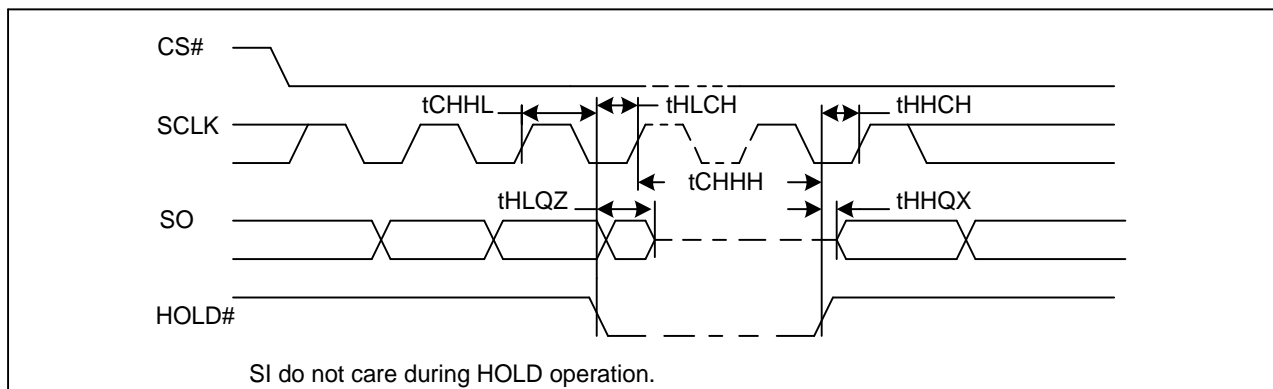 CS#
tCHHL
tHLCH
tHHCH
SCLK
tCHHH
tHLQZ
tHHQX
SO
HOLD#
SI do not care during HOLD operation.